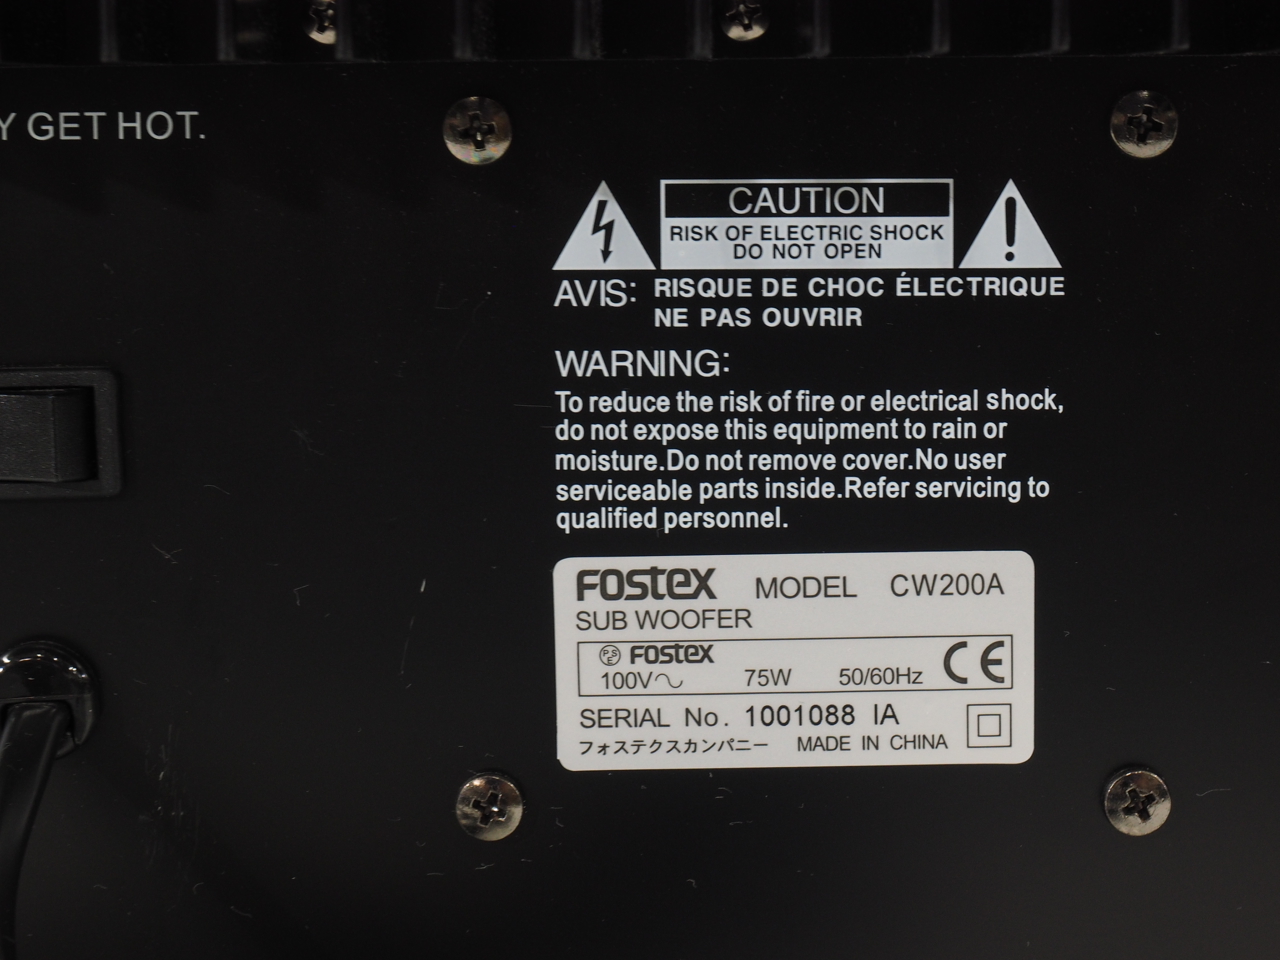 Y GET HOT.
CAUTION
RISK OF ELECTRIC SHOCK
DO NOT OPEN
AVIS: RISQUE DE CHOC ÉLECTRIQUE
NE PAS OUVRIR
WARNING:
To reduce the risk of fire or electrical shock,
do not expose this equipment to rain or
moisture.Do not remove cover.No user
serviceable parts inside.Refer servicing to
qualified personnel.
FOSTEX MODEL CW200A
SUB WOOFER
PSE FOSTEX CE
100V~ 75W 50/60Hz
SERIAL No. 1001088 IA
フォステクスカンパニー MADE IN CHINA